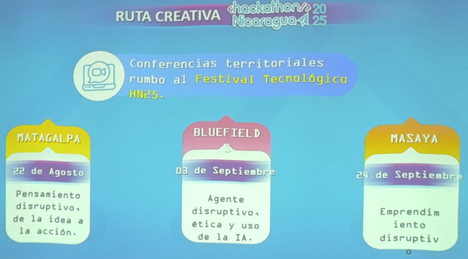 RUTA CREATIVA <hackathon/> Nicaragua 2025
Conferencias territoriales
rumbo al Festival Tecnológico
HN25.
MATAGALPA
22 de Agosto
Pensamiento
disruptivo,
de la idea a
la acción.
BLUEFIELD
S
03 de Septiembre
Agente
disruptivo,
ética y uso
de la IA.
MASAYA
24 de Septiembre
Emprendim
iento
disruptiv
o